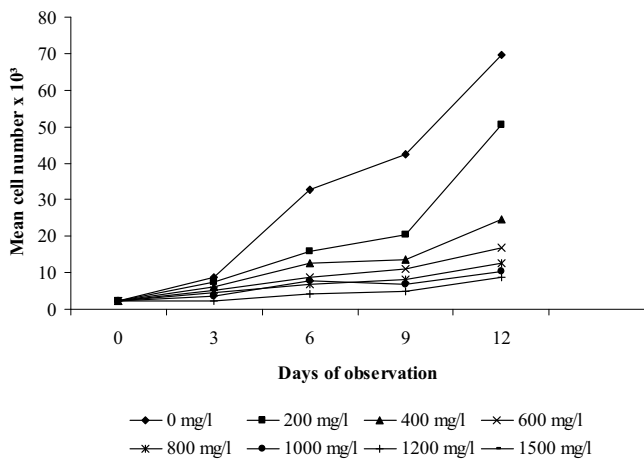 80
70
60
50
40
30
20
10
0
Mean cell number x 10³
0 3 6 9 12
Days of observation
0 mg/l 200 mg/l 400 mg/l 600 mg/l
800 mg/l 1000 mg/l 1200 mg/l 1500 mg/l